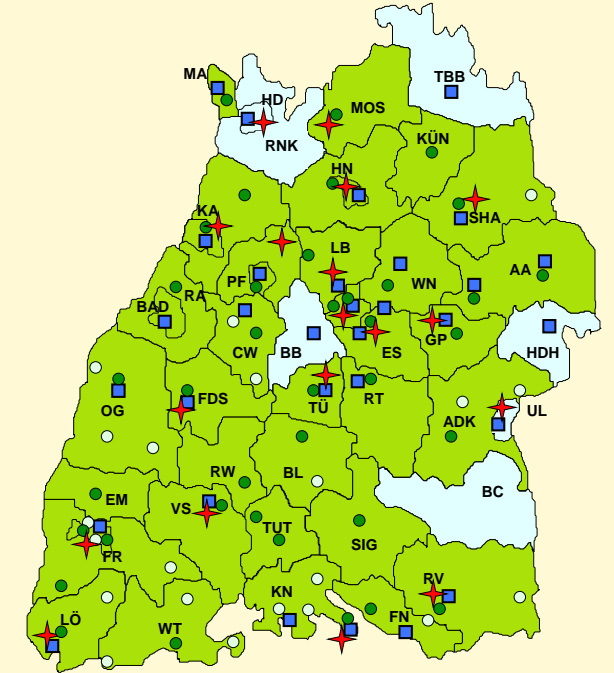 MA
TBB
HD
MOS
RNK
KÜN
HN
KA
SHA
LB
AA
PF
WN
RA
BAD
GP
CW
BB
ES
HDH
FDS
TÜ
RT
OG
ADK
UL
RW
BL
EM
BC
VS
TUT
SIG
FR
RV
KN
FN
LÖ
WT